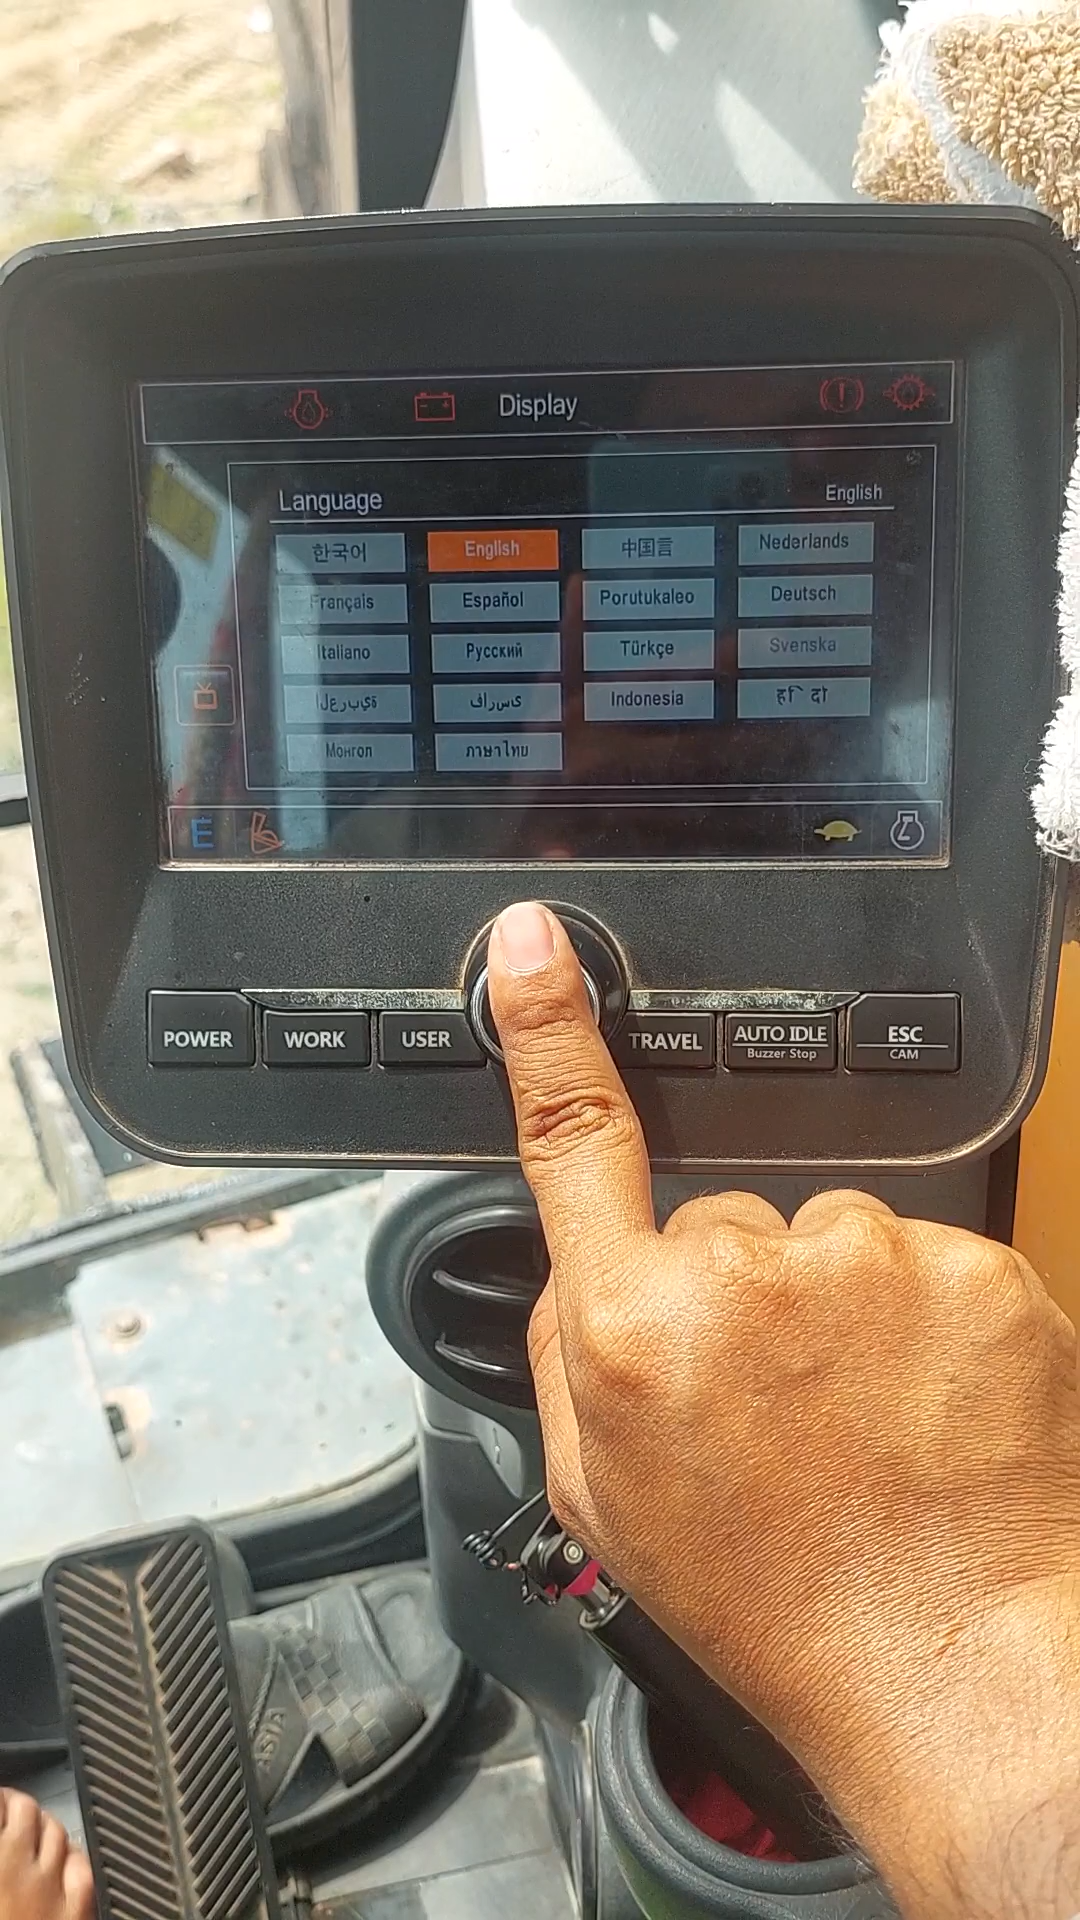 Display
Language English
한국어 English 中国言 Nederlands
Français Español Porutukaleo Deutsch
Italiano Русский Türkçe Svenska
العربية فارسی Indonesia हिंदी
Монгол ภาษาไทย
E
POWER WORK USER TRAVEL AUTO IDLE ESC
Buzzer Stop CAM